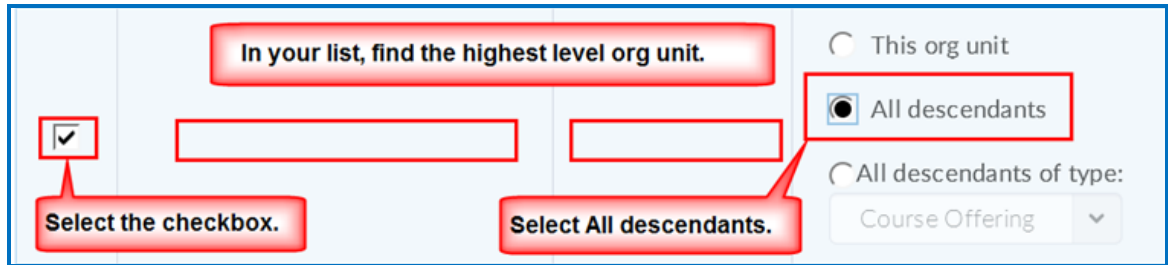 In your list, find the highest level org unit.
This org unit
All descendants
All descendants of type:
Select the checkbox.
Select All descendants.
Course Offering